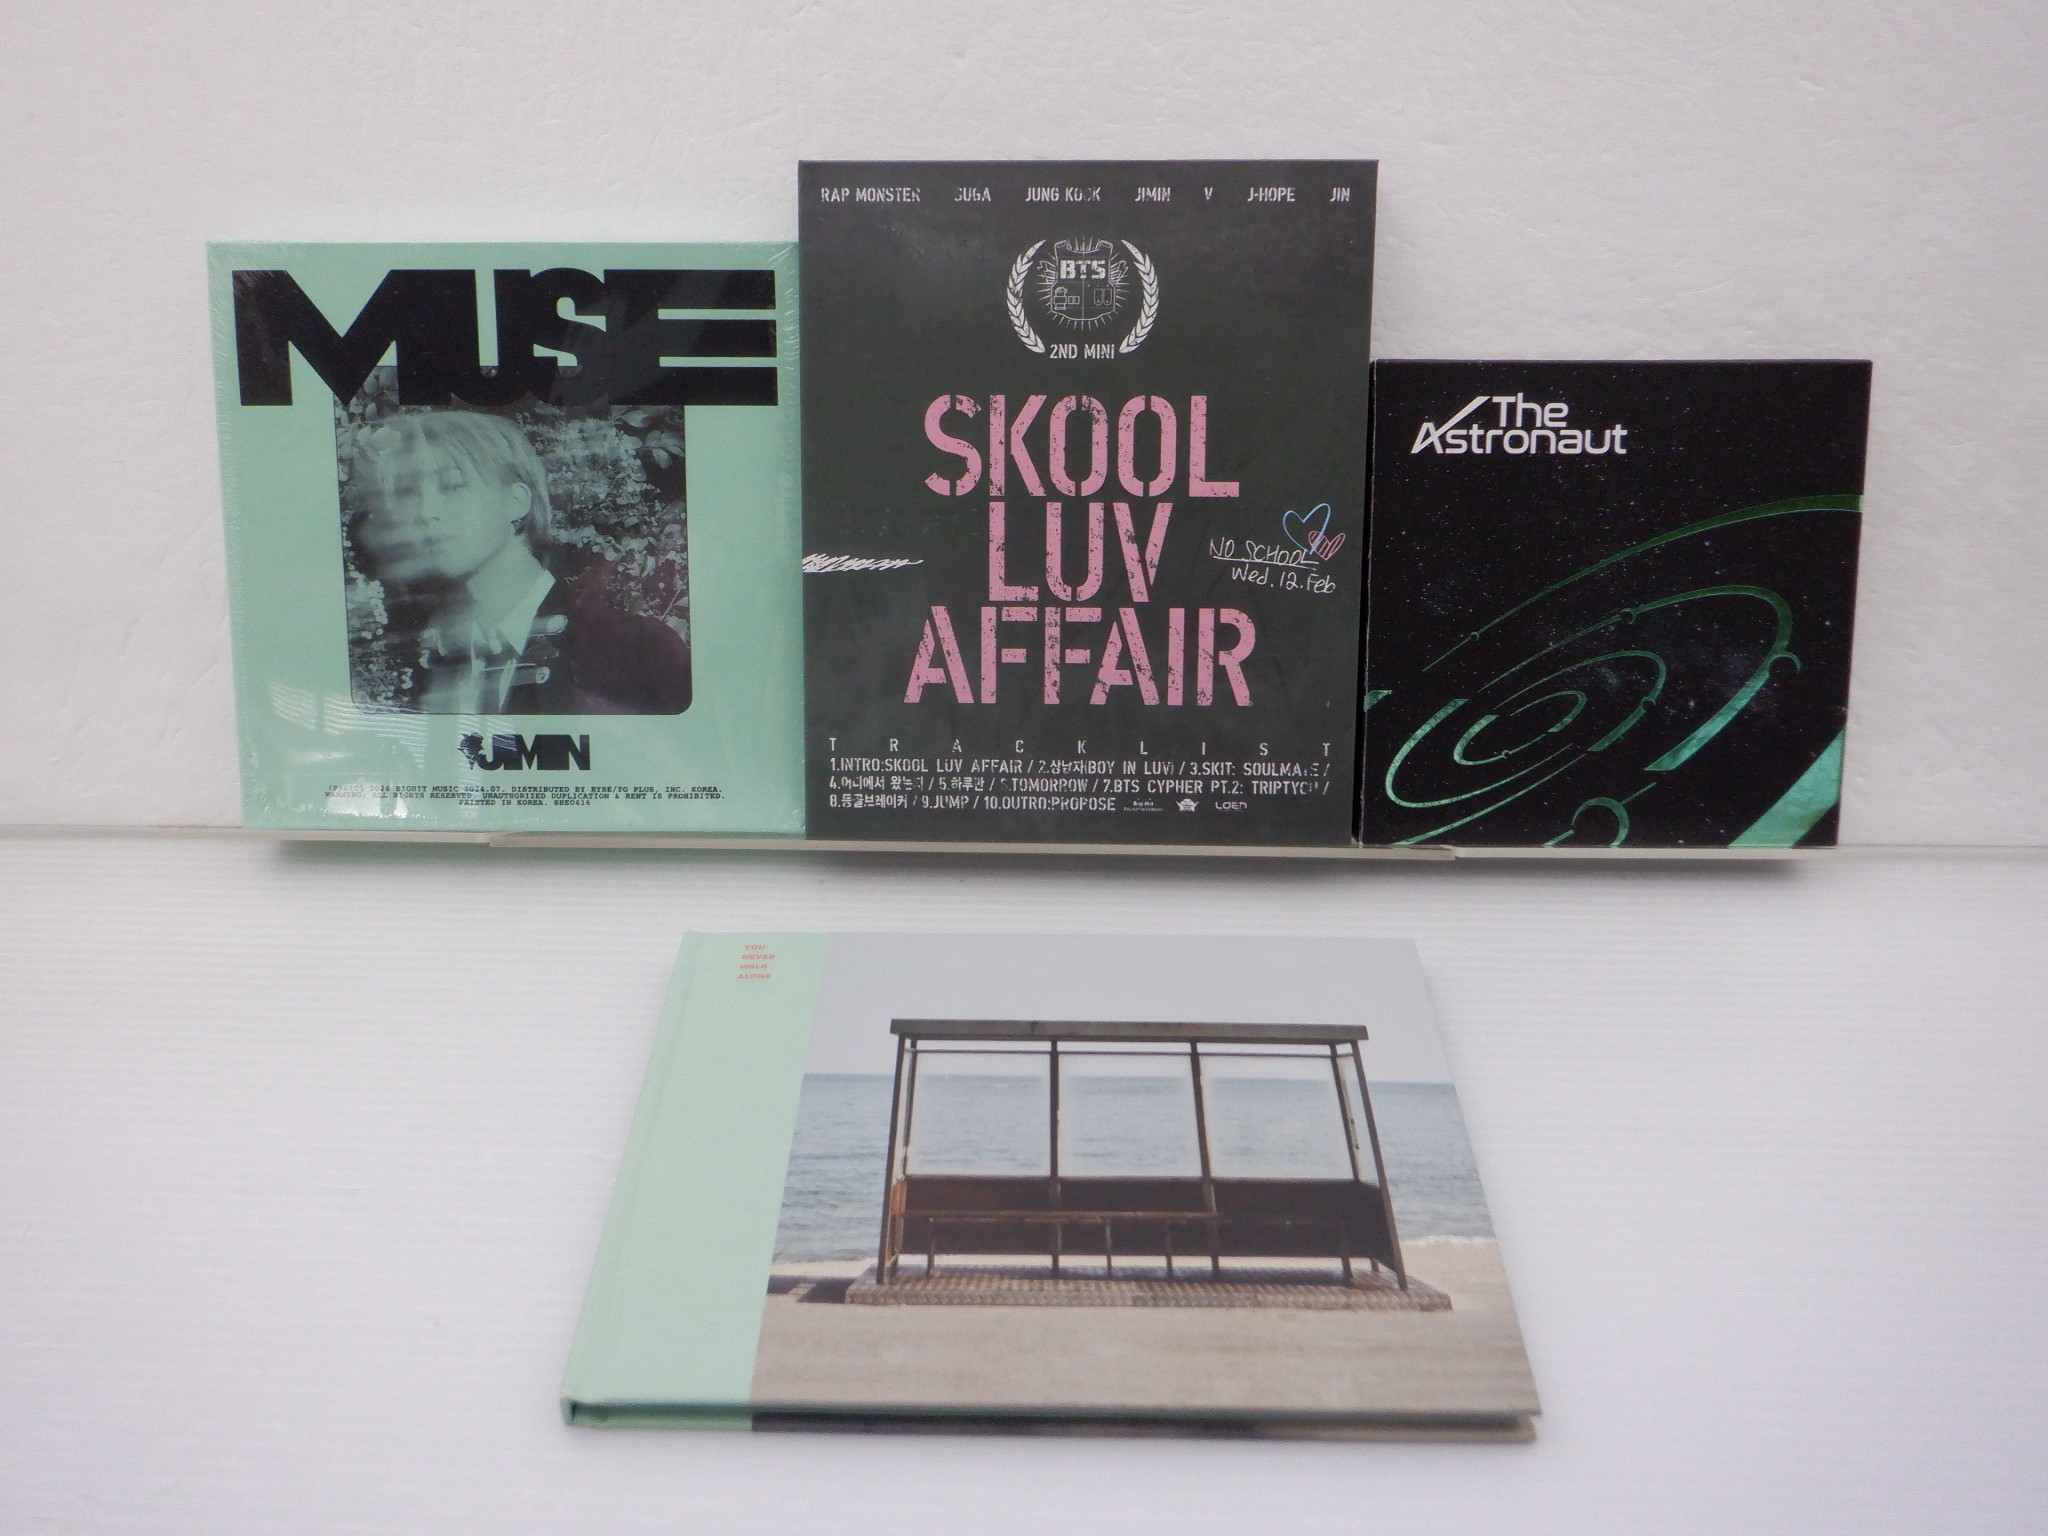 MUSE
JIMIN
(P)&(C) 2024 BIGHIT MUSIC 2024.07. DISTRIBUTED BY HYBE/YG PLUS, INC. KOREA.
WARNING: ALL RIGHTS RESERVED. UNAUTHORIZED DUPLICATION & RENT IS PROHIBITED.
PRINTED IN KOREA. BHE0416
RAP MONSTER SUGA JUNG KOOK JIMIN V J-HOPE JIN
BTS
2ND MINI
SKOOL
LUV
AFFAIR
NO SCHOOL
Wed. 12. Feb
TRACKLIST
1.INTRO:SKOOL LUV AFFAIR / 2.상남자(BOY IN LUV) / 3.SKIT: SOULMATE /
4.어디에서 왔는지 / 5.하루만 / 6.TOMORROW / 7.BTS CYPHER PT.2: TRIPTYCH /
8.등골브레이커 / 9.JUMP / 10.OUTRO:PROPOSE Big Hit LOEN
The
Astronaut
YOU
NEVER
WALK
ALONE